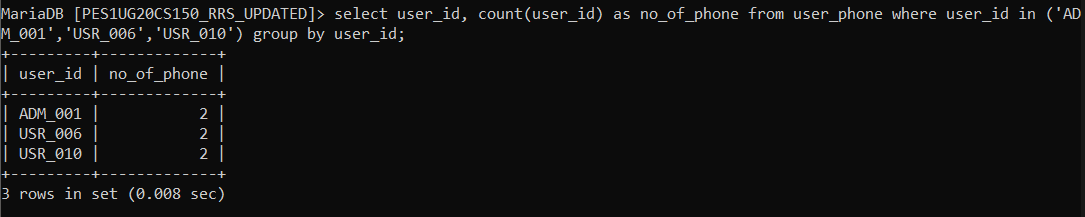 MariaDB [PES1UG20CS150_RRS_UPDATED]> select user_id, count(user_id) as no_of_phone from user_phone where user_id in ('AD
M_001','USR_006','USR_010') group by user_id;
+---------+-------------+
| user_id | no_of_phone |
+---------+-------------+
| ADM_001 |           2 |
| USR_006 |           2 |
| USR_010 |           2 |
+---------+-------------+
3 rows in set (0.008 sec)